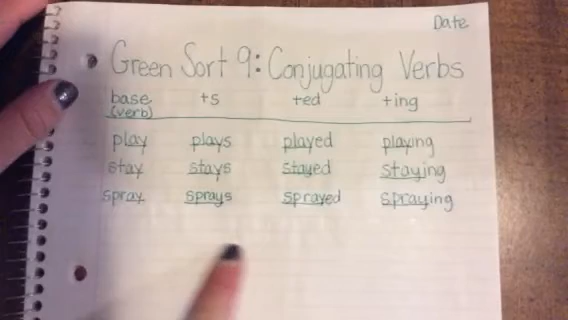 Date
Green Sort 9: Conjugating Verbs
base +s +ed +ing
(verb)
play plays played playing
stay stays stayed staying
spray sprays sprayed spraying